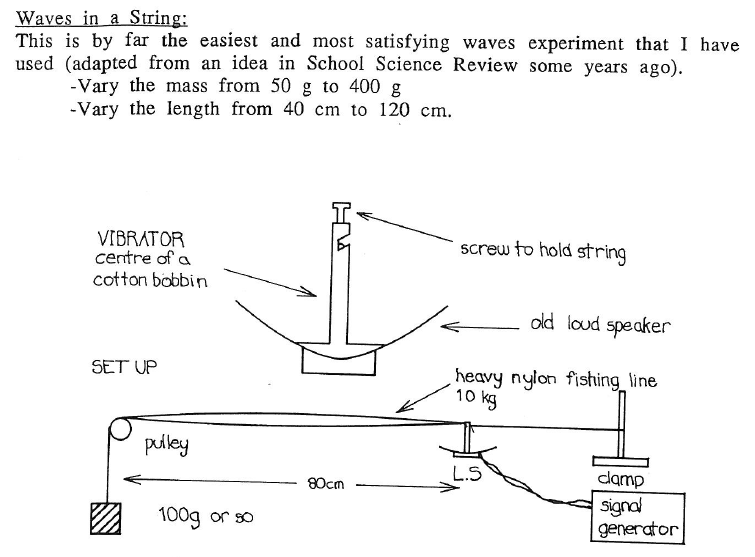 Waves in a String:
This is by far the easiest and most satisfying waves experiment that I have
used (adapted from an idea in School Science Review some years ago).
-Vary the mass from 50 g to 400 g
-Vary the length from 40 cm to 120 cm.
VIBRATOR
centre of a
cotton bobbin
screw to hold string
old loud speaker
SET UP
heavy nylon fishing line
10 kg
pulley
80cm
L.S
clamp
100g or so
signal
generator